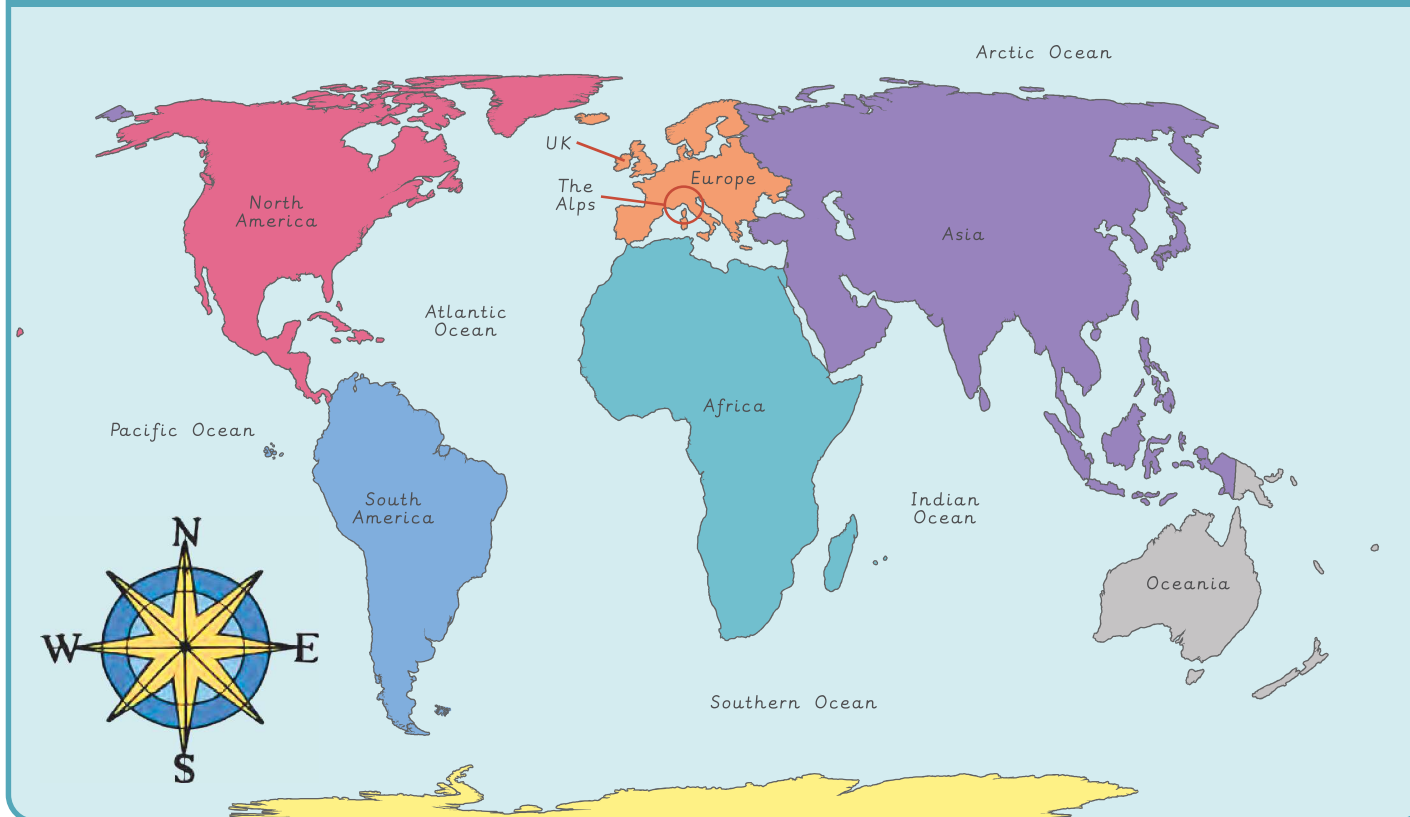 Arctic Ocean
UK
The
Alps
Europe
North
America
Asia
Atlantic
Ocean
Africa
Pacific Ocean
South
America
Indian
Ocean
Oceania
Southern Ocean
N
W
E
S